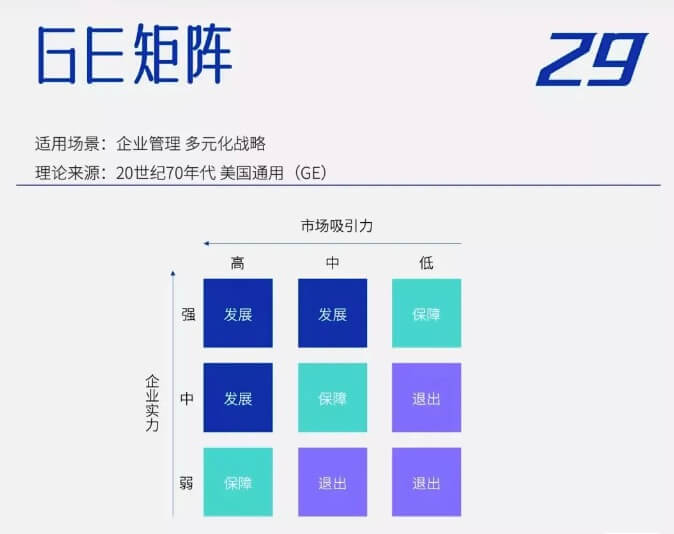 GE矩阵
29
适用场景：企业管理 多元化战略
理论来源：20世纪70年代 美国通用（GE）
市场吸引力
高 中 低
强 发展 发展 保障
企业实力
中 发展 保障 退出
弱 保障 退出 退出